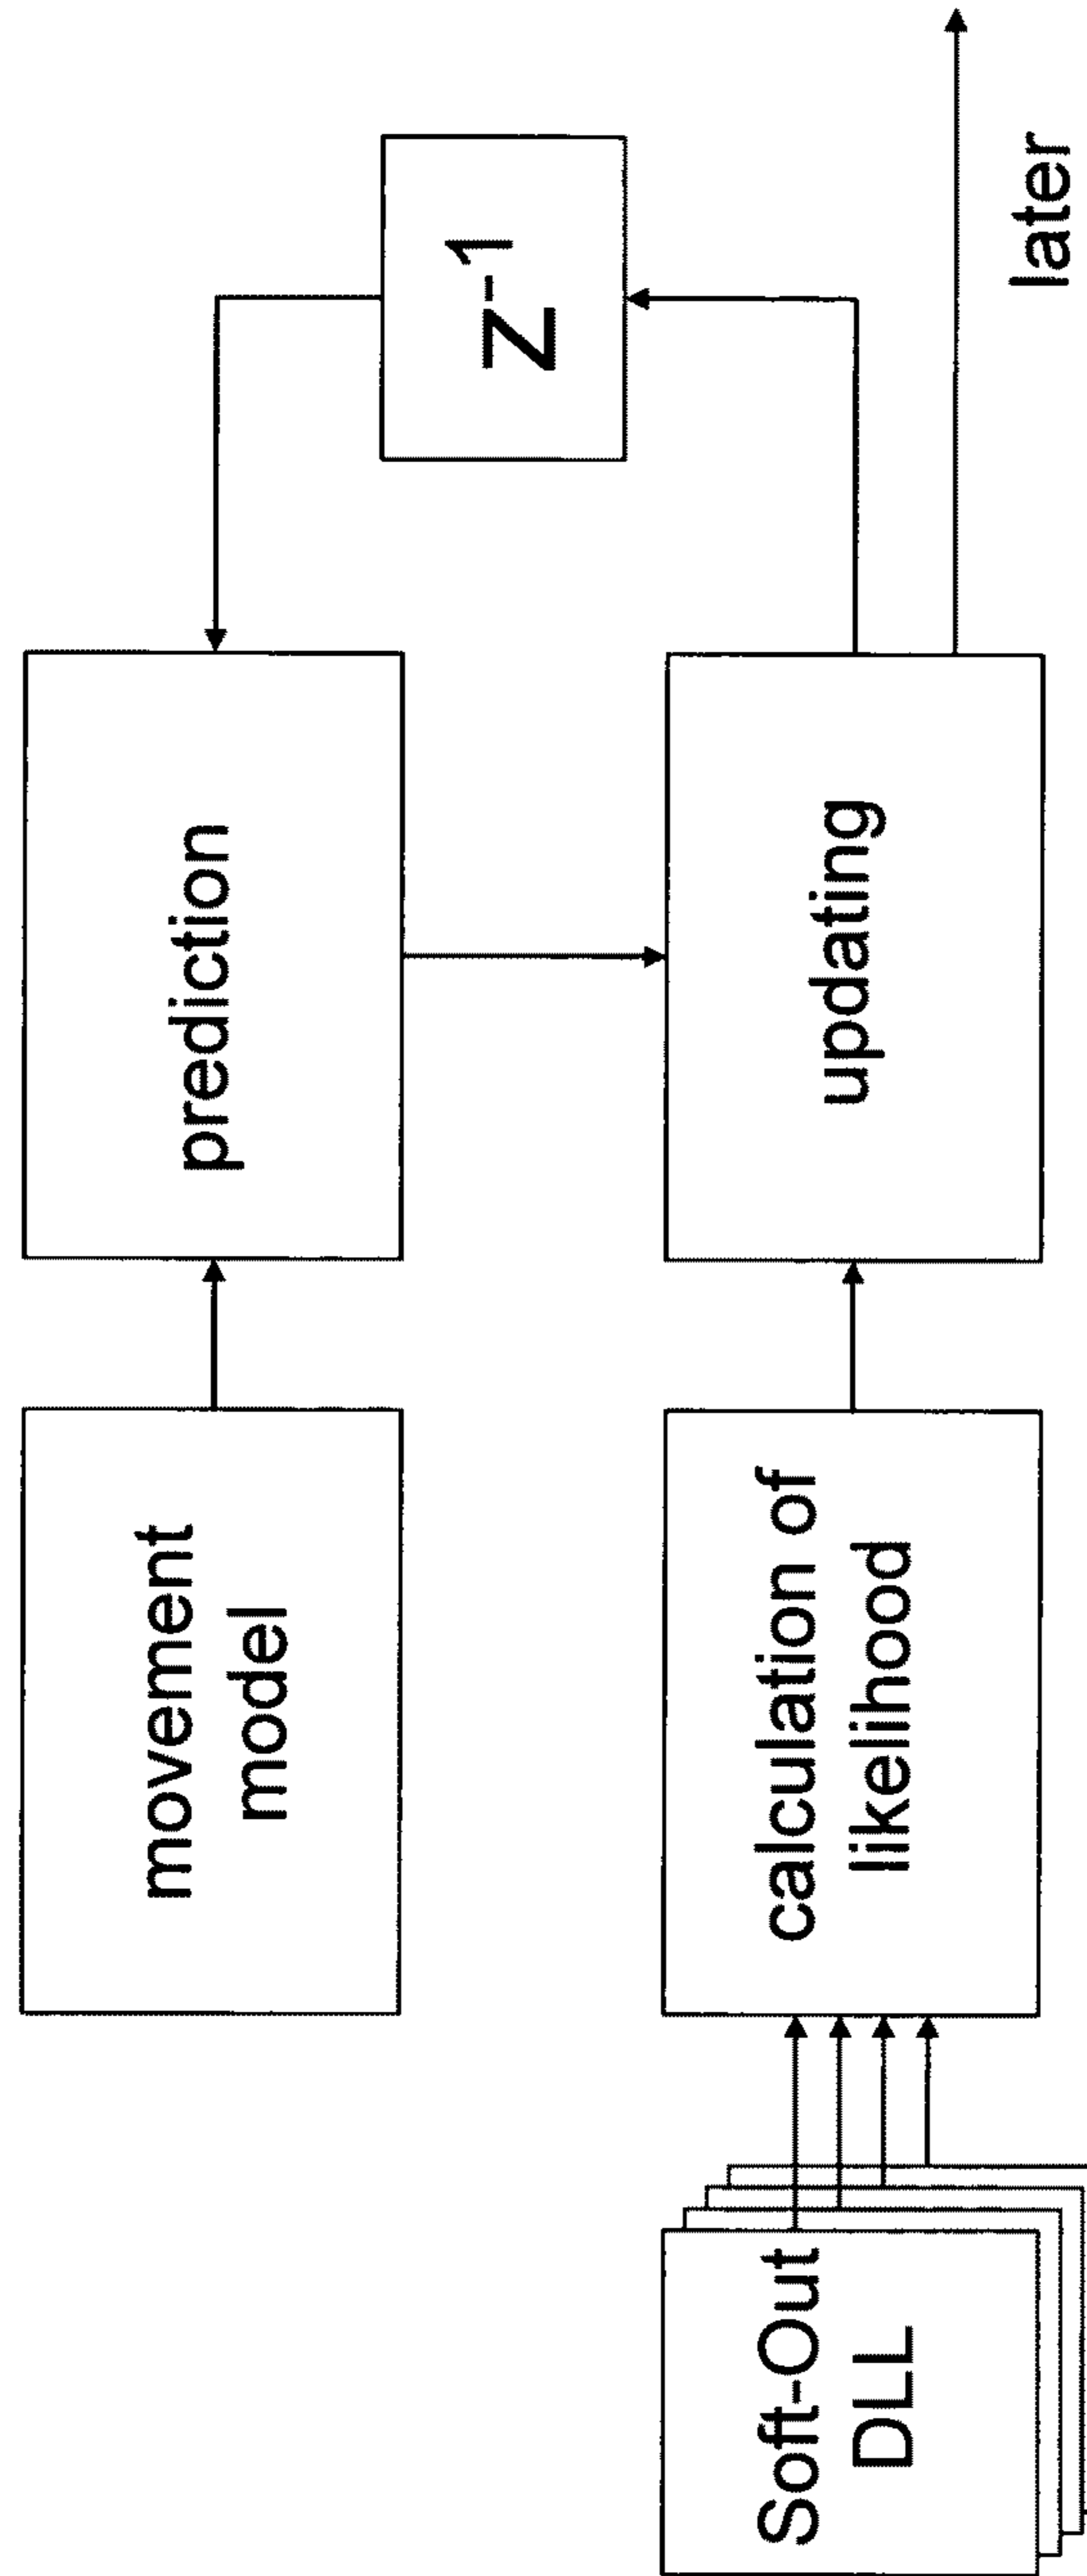 movement
model
prediction
z-1
Soft-Out
DLL
calculation of
likelihood
updating
later